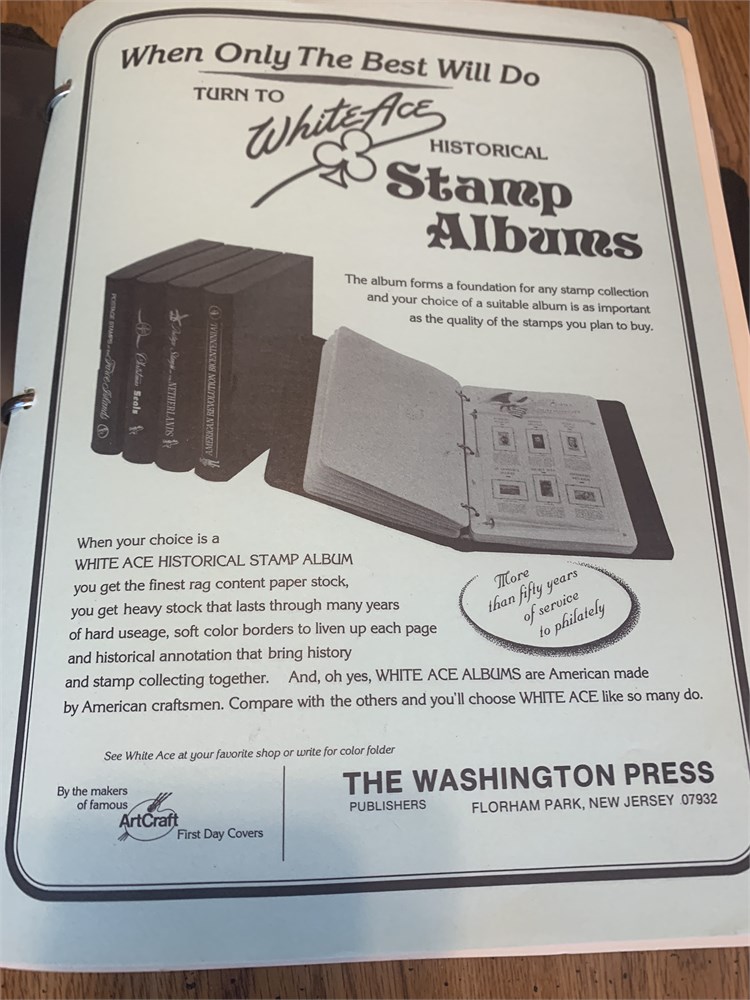 When Only The Best Will Do
TURN TO
White Ace
HISTORICAL
Stamp
Albums
The album forms a foundation for any stamp collection
and your choice of a suitable album is as important
as the quality of the stamps you plan to buy.
Christmas Seals
NETHERLANDS
AMERICAN REVOLUTION BICENTENNIAL
When your choice is a
WHITE ACE HISTORICAL STAMP ALBUM
you get the finest rag content paper stock,
you get heavy stock that lasts through many years
of hard useage, soft color borders to liven up each page
and historical annotation that bring history
and stamp collecting together. And, oh yes, WHITE ACE ALBUMS are American made
by American craftsmen. Compare with the others and you'll choose WHITE ACE like so many do.
More
than fifty years
of service
to philately
See White Ace at your favorite shop or write for color folder
By the makers
of famous
ArtCraft
First Day Covers
THE WASHINGTON PRESS
PUBLISHERS FLORHAM PARK, NEW JERSEY 07932